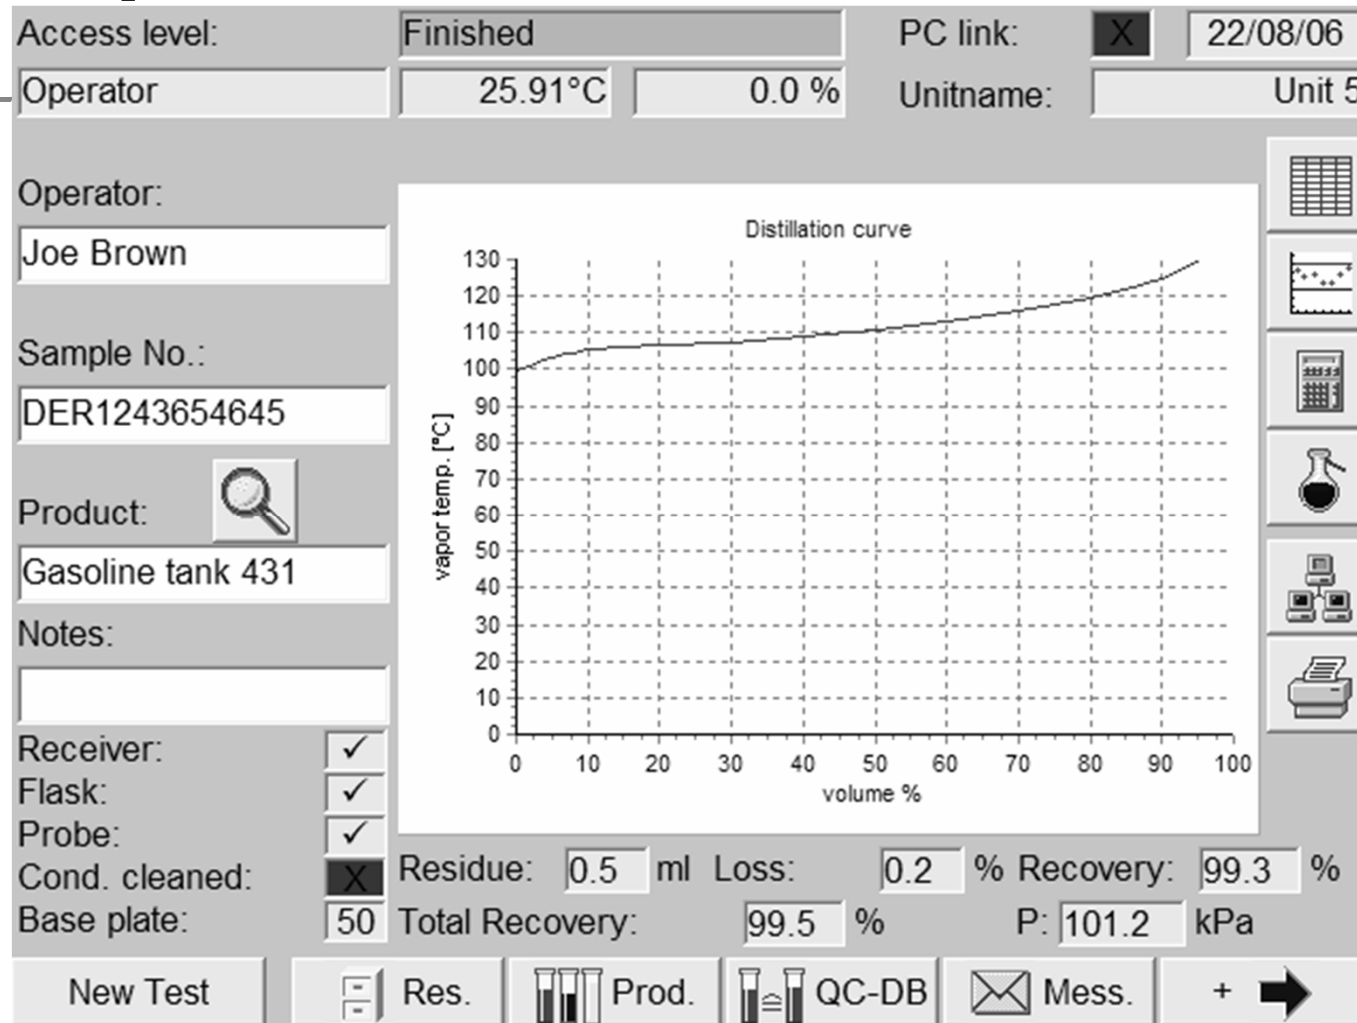 Access level: Finished PC link: X 22/08/06
Operator 25.91°C 0.0 % Unitname: Unit 5
Operator:
Joe Brown
Sample No.:
DER1243654645
Product:
Gasoline tank 431
Notes:
Receiver: ✓
Flask: ✓
Probe: ✓
Cond. cleaned: X
Base plate: 50
Distillation curve
vapor temp. [°C]
130
120
110
100
90
80
70
60
50
40
30
20
10
0
0 10 20 30 40 50 60 70 80 90 100
volume %
Residue: 0.5 ml Loss: 0.2 % Recovery: 99.3 %
Total Recovery: 99.5 % P: 101.2 kPa
New Test Res. Prod. QC-DB Mess. +